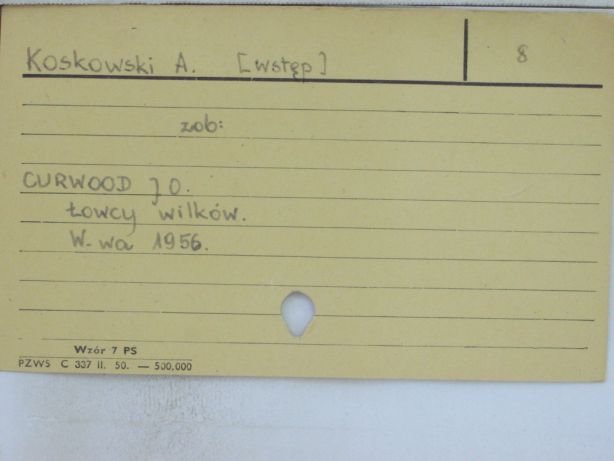 Koskowski A. [wstęp] 8
zob:
CURWOOD J O.
Łowcy wilków.
W-wa 1956.
Wzór 7 PS
PZWS C 337 II. 50. — 500,000